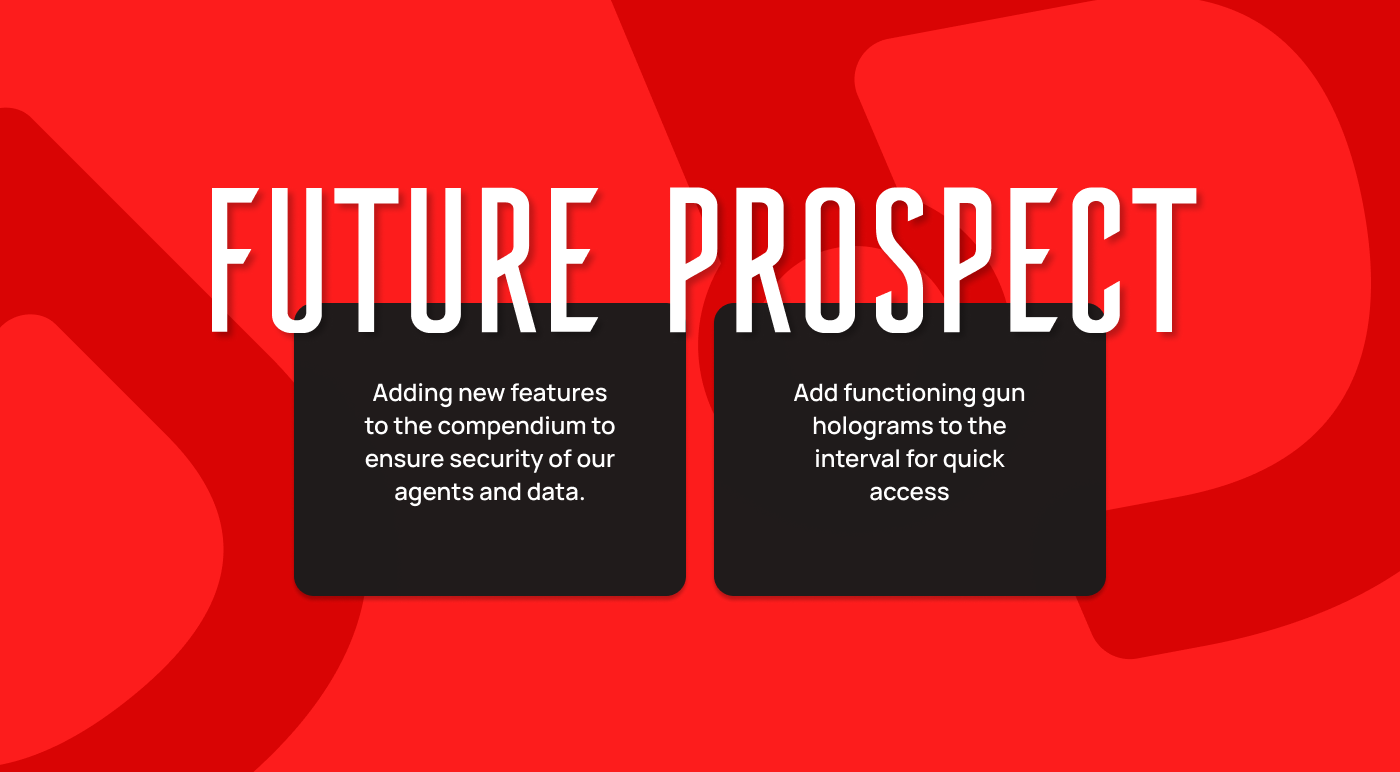 FUTURE PROSPECT
Adding new features
to the compendium to
ensure security of our
agents and data.
Add functioning gun
holograms to the
interval for quick
access